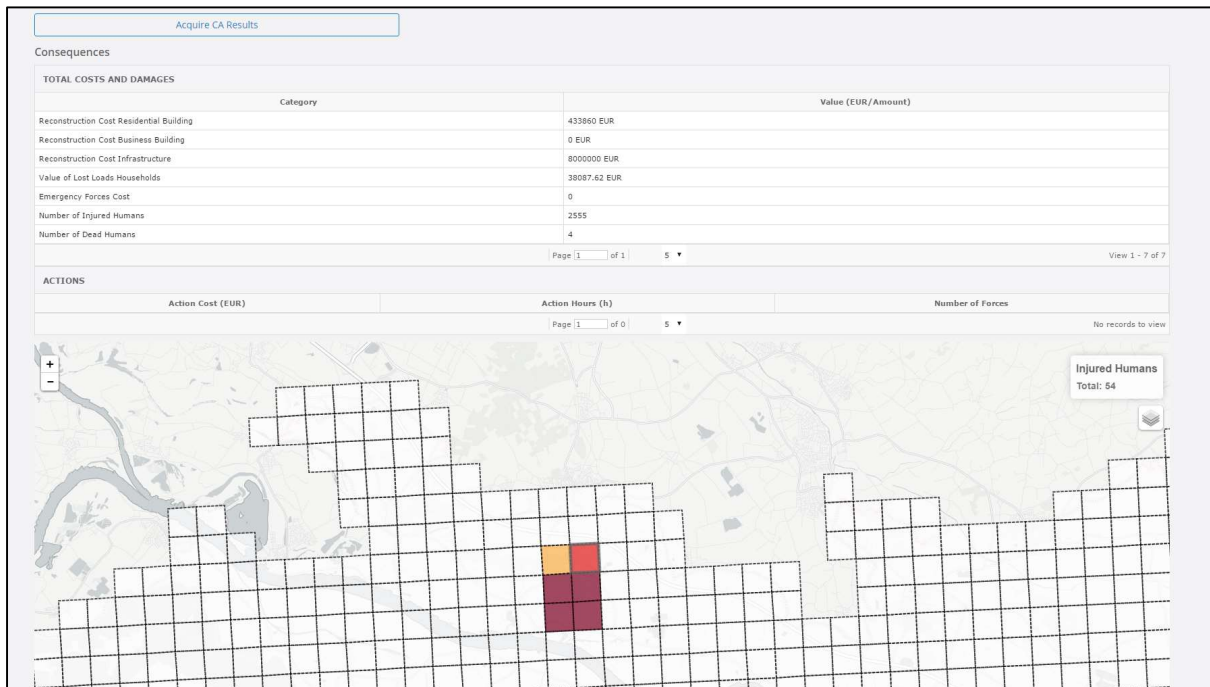 Acquire CA Results
Consequences
TOTAL COSTS AND DAMAGES
Category Value (EUR/Amount)
Reconstruction Cost Residential Building 433860 EUR
Reconstruction Cost Business Building 0 EUR
Reconstruction Cost Infrastructure 8000000 EUR
Value of Lost Loads Households 38087.62 EUR
Emergency Forces Cost 0
Number of Injured Humans 2555
Number of Dead Humans 4
Page 1 of 1 5 ▼ View 1 - 7 of 7
ACTIONS
Action Cost (EUR) Action Hours (h) Number of Forces
Page 1 of 0 5 ▼ No records to view
+
-
Injured Humans
Total: 54